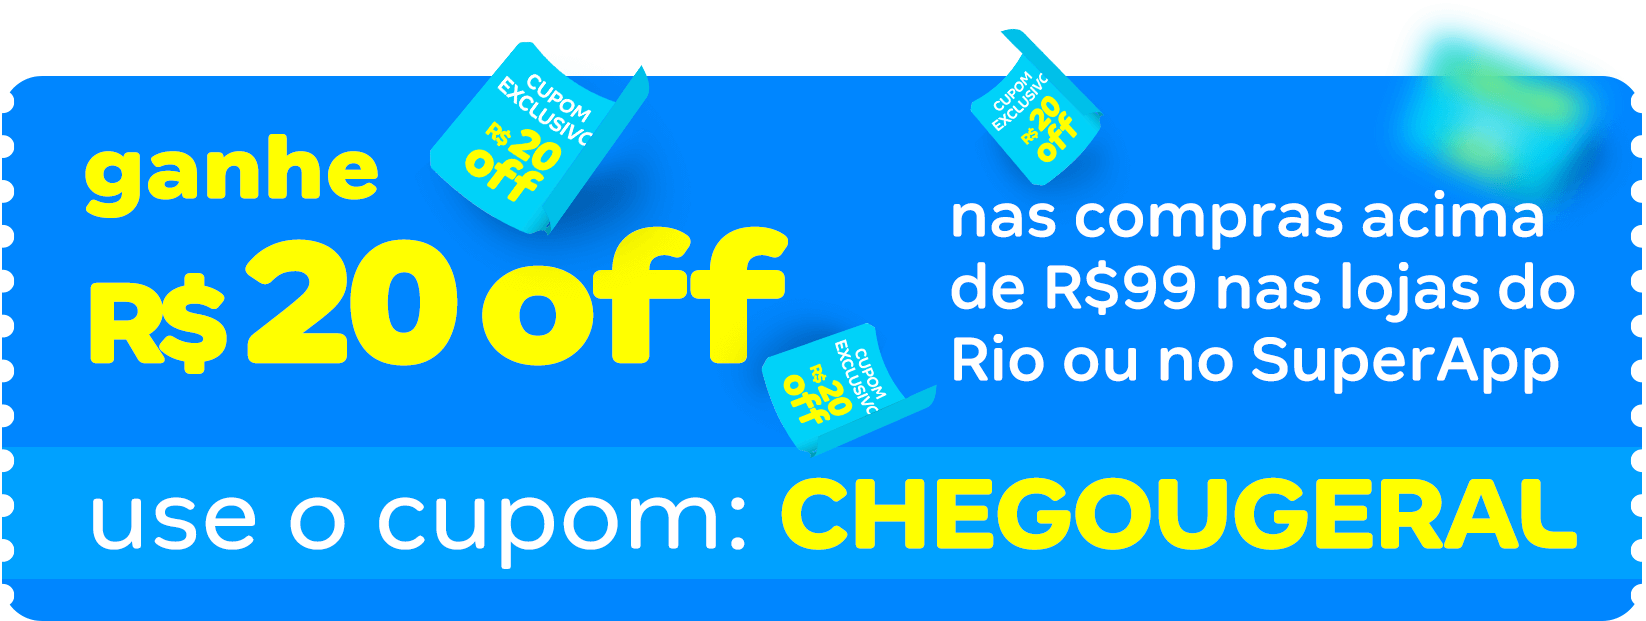 ganhe
R$ 20 off
CUPOM
EXCLUSIVO
R$ 20
off
CUPOM
EXCLUSIVO
R$ 20
off
nas compras acima
de R$99 nas lojas do
Rio ou no SuperApp
CUPOM
EXCLUSIVO
R$ 20
off
use o cupom: CHEGOUGERAL